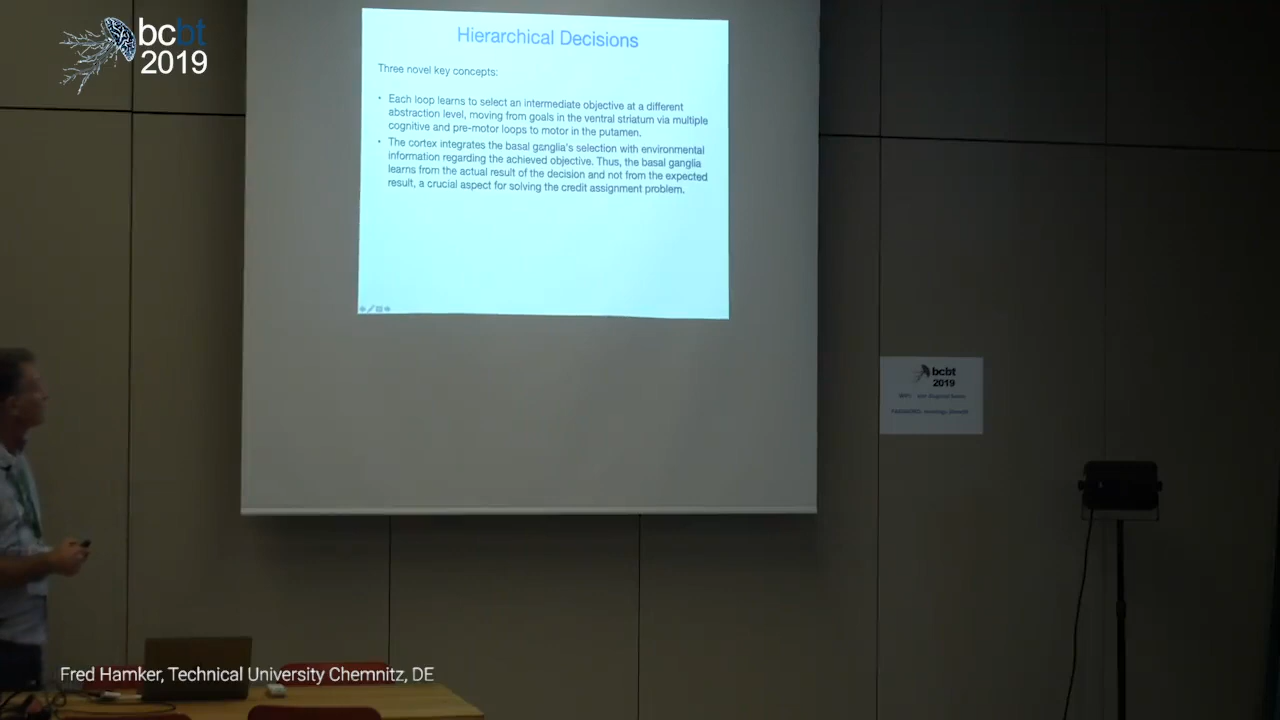 bcbt
2019
Hierarchical Decisions
Three novel key concepts:
• Each loop learns to select an intermediate objective at a different
abstraction level, moving from goals in the ventral striatum via multiple
cognitive and pre-motor loops to motor in the putamen.
• The cortex integrates the basal ganglia's selection with environmental
information regarding the achieved objective. Thus, the basal ganglia
learns from the actual result of the decision and not from the expected
result, a crucial aspect for solving the credit assignment problem.
bcbt
2019
Fred Hamker, Technical University Chemnitz, DE